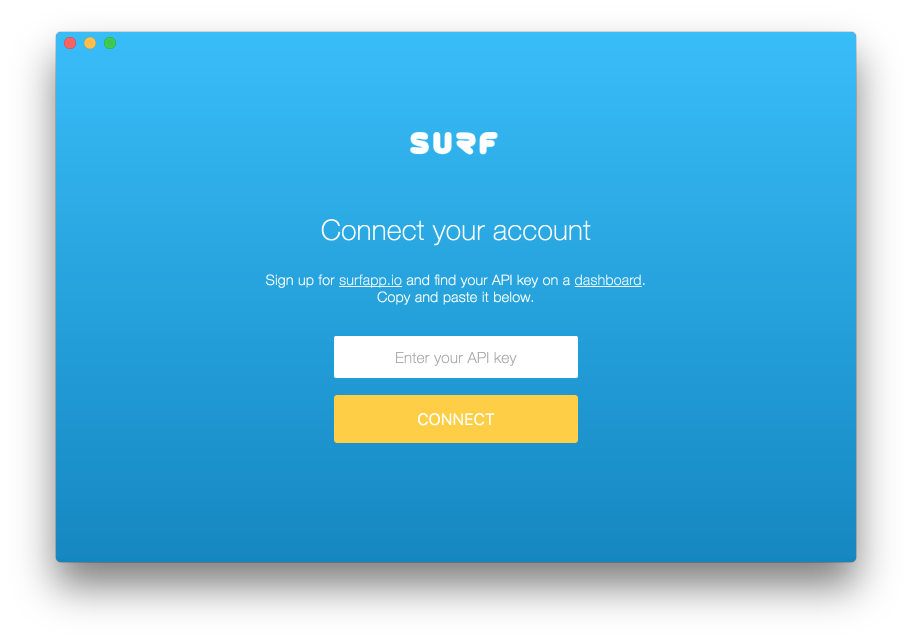 SURF
Connect your account
Sign up for surfapp.io and find your API key on a dashboard.
Copy and paste it below.
Enter your API key
CONNECT